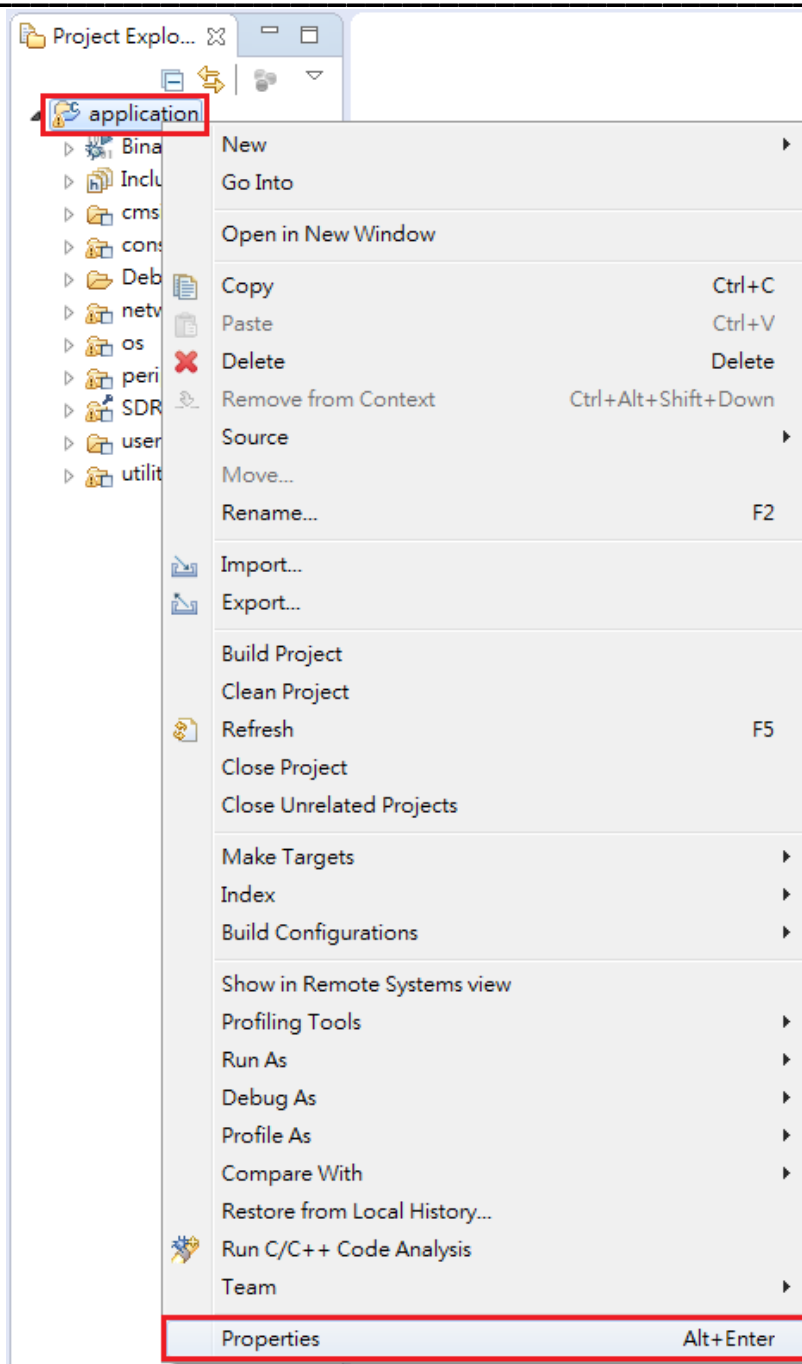 Project Explo...
application
Bina
Inclu
cms
cons
Deb
netw
os
peri
SDR
user
utilit
New
Go Into
Open in New Window
Copy Ctrl+C
Paste Ctrl+V
Delete Delete
Remove from Context Ctrl+Alt+Shift+Down
Source
Move...
Rename... F2
Import...
Export...
Build Project
Clean Project
Refresh F5
Close Project
Close Unrelated Projects
Make Targets
Index
Build Configurations
Show in Remote Systems view
Profiling Tools
Run As
Debug As
Profile As
Compare With
Restore from Local History...
Run C/C++ Code Analysis
Team
Properties Alt+Enter